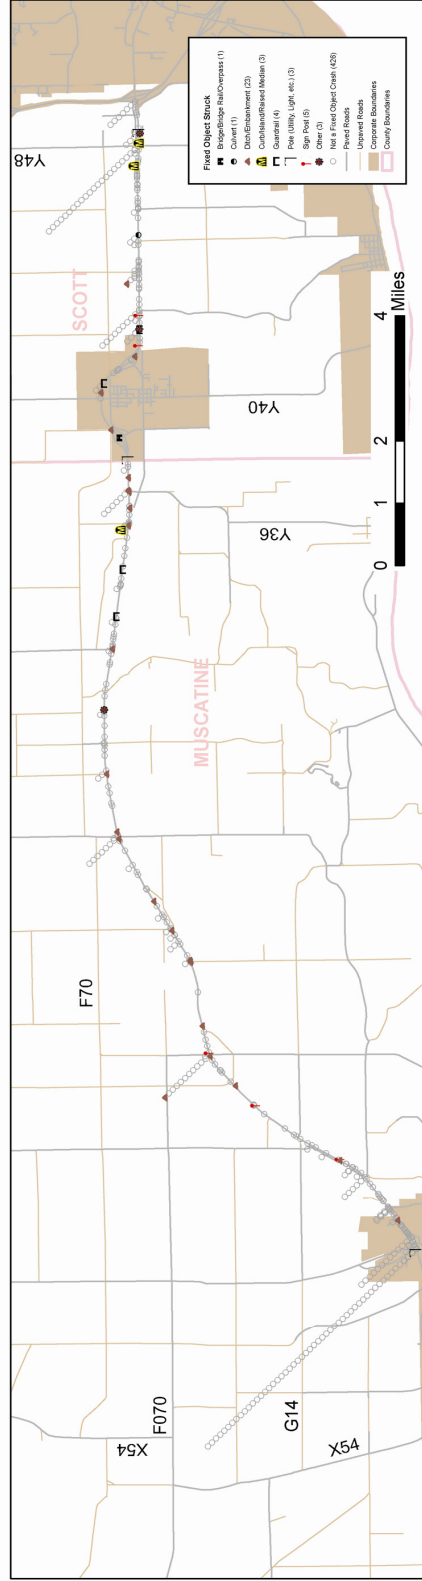 Y48
SCOTT
Fixed Object Struck
Bridge/Bridge Rail/Overpass (1)
Culvert (1)
Ditch/Embankment (23)
Curb/Island/Raised Median (3)
Guardrail (4)
Pole (Utility, Light, etc.) (3)
Sign Post (5)
Other (3)
Not a Fixed Object Crash (426)
Paved Roads
Unpaved Roads
Corporate Boundaries
County Boundaries
Y40
Y36
MUSCATINE
0 1 2 4
Miles
F70
F070
G14
X54
X54